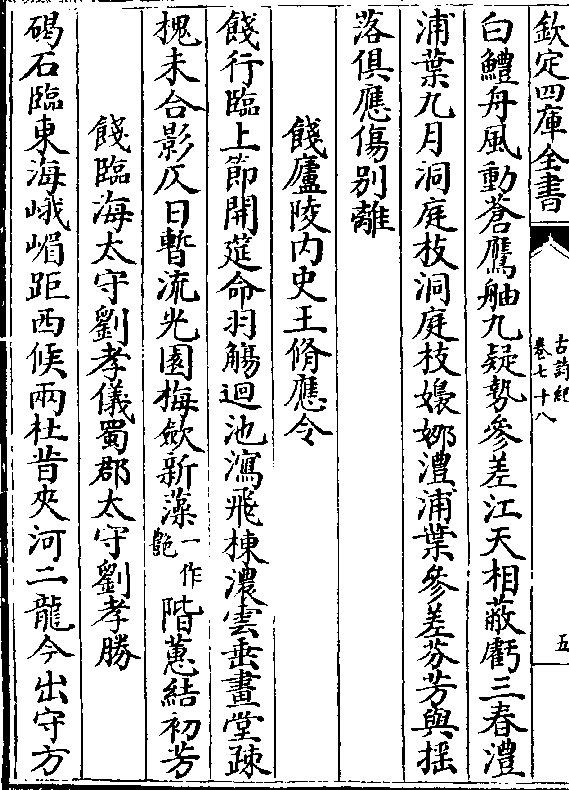 欽定四庫全書
古詩紀
卷七十八
五
白鱧舟風動蒼鷹舳九疑勢參差江天相蔽虧三春澧
浦葉九月洞庭枝洞庭枝嫋娜澧浦葉參差芬芳與揺
落俱應傷别離
餞廬陵内史王脩應令
餞行臨上節開筵命羽觴迴池瀉飛棟濃雲垂畫堂疎
槐未合影仄日暫流光園梅斂新藻一作艶階蕙結初芳
餞臨海太守劉孝儀蜀郡太守劉孝勝
碣石臨東海峨嵋距西候兩杜昔夾河二龍今出守方